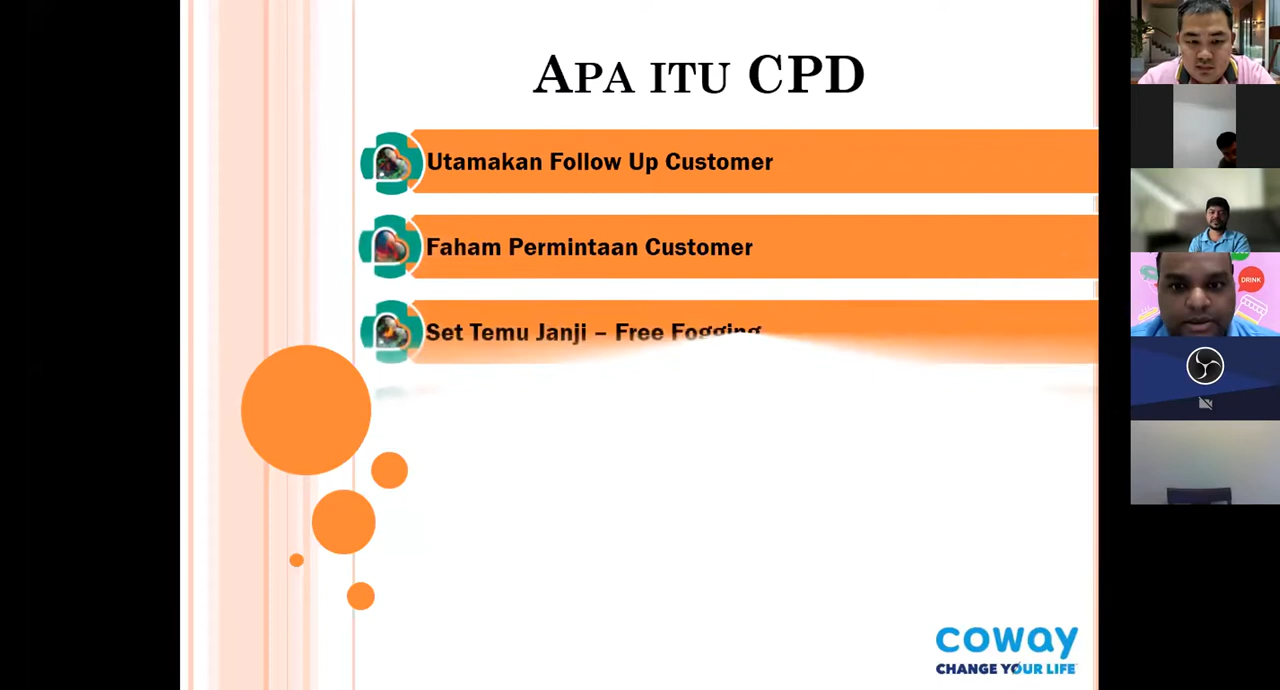 APA ITU CPD
Utamakan Follow Up Customer
Faham Permintaan Customer
Set Temu Janji – Free Fogging
DRINK
coway
CHANGE YOUR LIFE